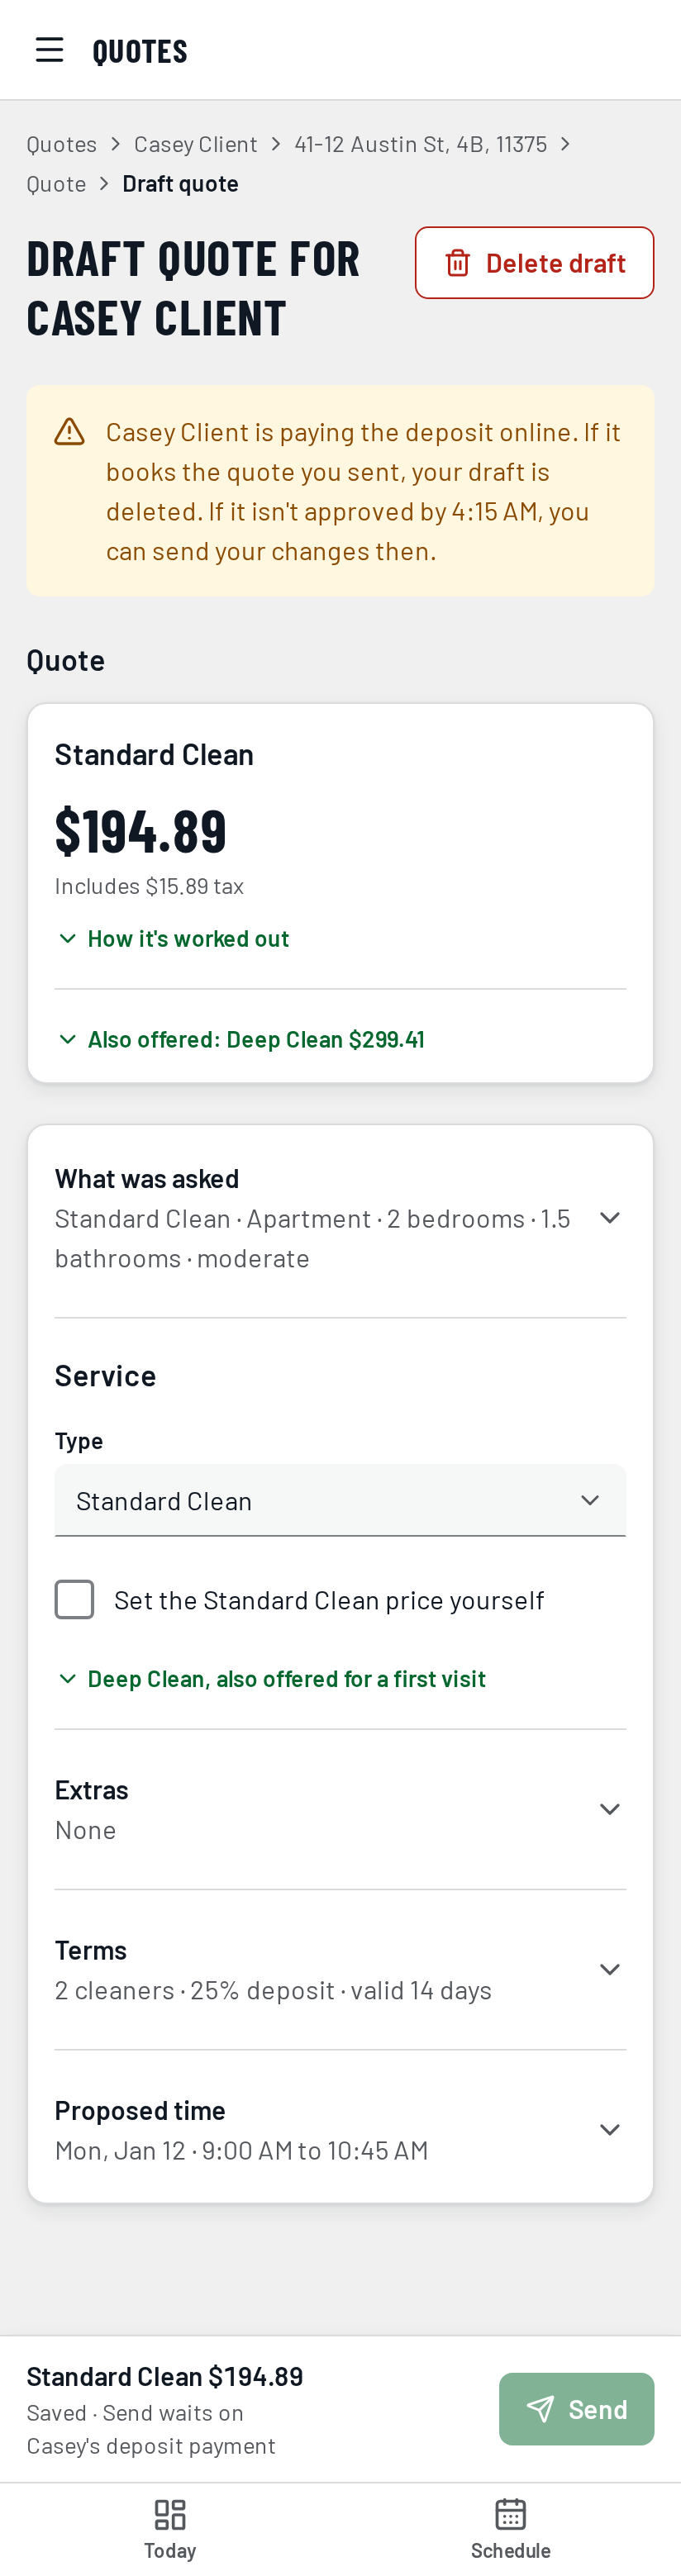 QUOTES
Quotes > Casey Client > 41-12 Austin St, 4B, 11375 >
Quote > Draft quote
DRAFT QUOTE FOR
CASEY CLIENT
Delete draft
Casey Client is paying the deposit online. If it
books the quote you sent, your draft is
deleted. If it isn't approved by 4:15 AM, you
can send your changes then.
Quote
Standard Clean
$194.89
Includes $15.89 tax
How it's worked out
Also offered: Deep Clean $299.41
What was asked
Standard Clean · Apartment · 2 bedrooms · 1.5
bathrooms · moderate
Service
Type
Standard Clean
Set the Standard Clean price yourself
Deep Clean, also offered for a first visit
Extras
None
Terms
2 cleaners · 25% deposit · valid 14 days
Proposed time
Mon, Jan 12 · 9:00 AM to 10:45 AM
Standard Clean $194.89
Saved · Send waits on
Casey's deposit payment
Send
Today
Schedule